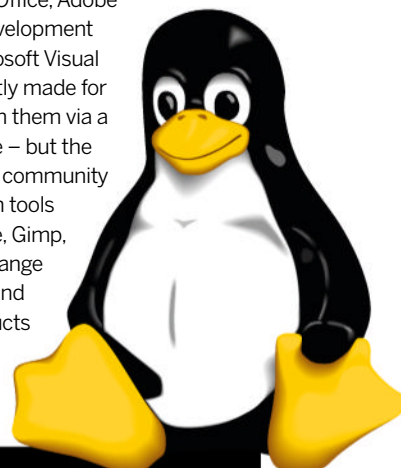 Office, Adobe
velopment
osoft Visual
tly made for
n them via a
e – but the
community
n tools
e, Gimp,
ange
nd
ucts